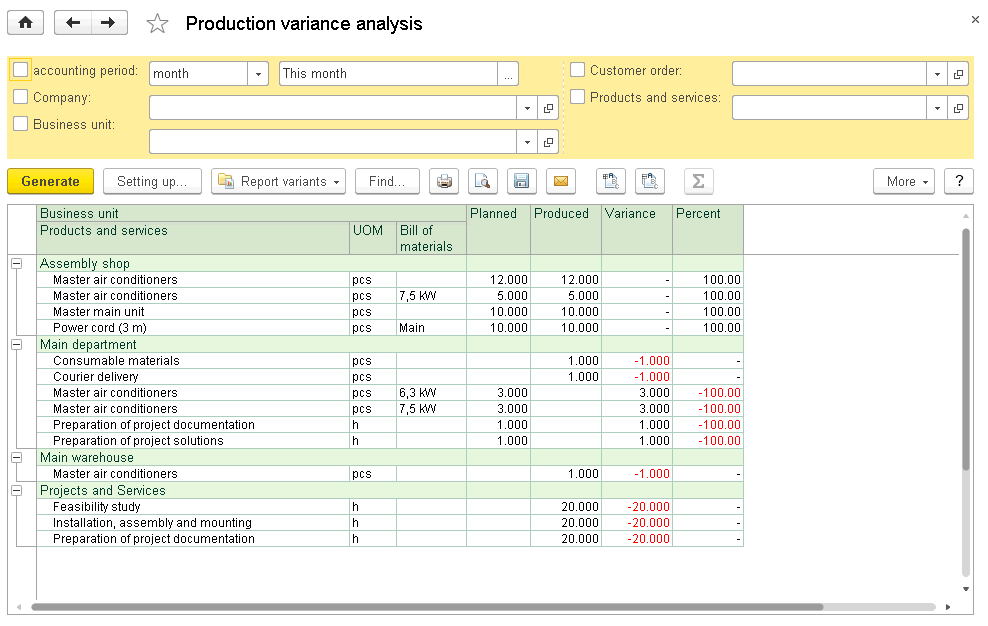 Production variance analysis
×
accounting period: month This month ... Customer order:
Company: Products and services:
Business unit:
Generate Setting up... Report variants Find... Σ More ?
Business unit Planned Produced Variance Percent
Products and services UOM Bill of materials
Assembly shop
Master air conditioners pcs 12.000 12.000 - 100.00
Master air conditioners pcs 7,5 kW 5.000 5.000 - 100.00
Master main unit pcs 10.000 10.000 - 100.00
Power cord (3 m) pcs Main 10.000 10.000 - 100.00
Main department
Consumable materials pcs 1.000 -1.000 -
Courier delivery pcs 1.000 -1.000 -
Master air conditioners pcs 6,3 kW 3.000 3.000 -100.00
Master air conditioners pcs 7,5 kW 3.000 3.000 -100.00
Preparation of project documentation h 1.000 1.000 -100.00
Preparation of project solutions h 1.000 1.000 -100.00
Main warehouse
Master air conditioners pcs 1.000 -1.000 -
Projects and Services
Feasibility study h 20.000 -20.000 -
Installation, assembly and mounting h 20.000 -20.000 -
Preparation of project documentation h 20.000 -20.000 -